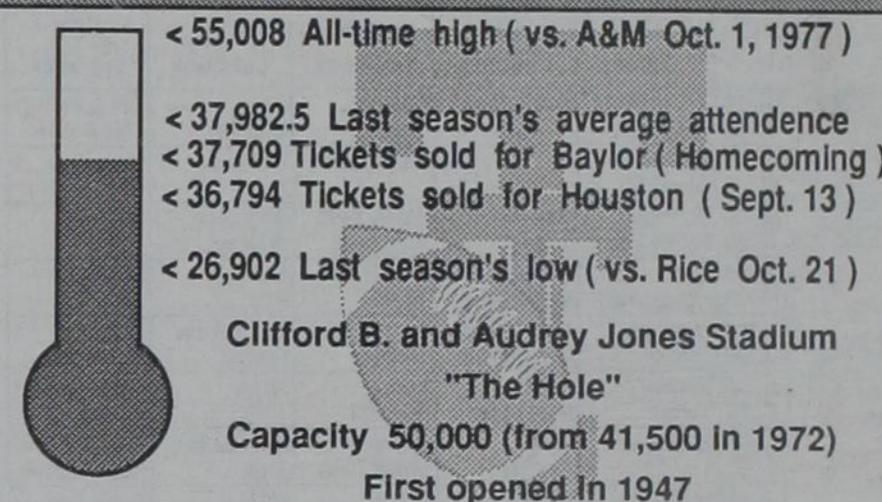 < 55,008 All-time high ( vs. A&M Oct. 1, 1977 )
< 37,982.5 Last season's average attendence
< 37,709 Tickets sold for Baylor ( Homecoming )
< 36,794 Tickets sold for Houston ( Sept. 13 )
< 26,902 Last season's low ( vs. Rice Oct. 21 )
Clifford B. and Audrey Jones Stadium
"The Hole"
Capacity 50,000 (from 41,500 in 1972)
First opened in 1947